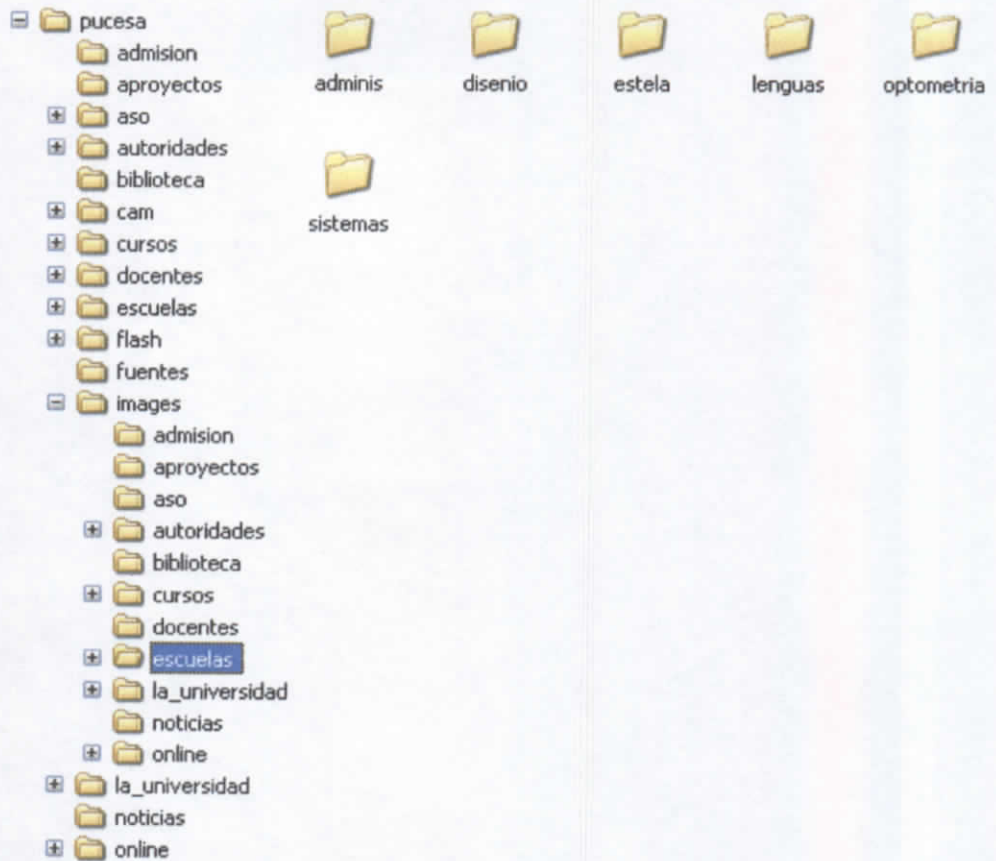 pucesa
admision
aproyectos
aso
autoridades
biblioteca
cam
cursos
docentes
escuelas
flash
fuentes
images
admision
aproyectos
aso
autoridades
biblioteca
cursos
docentes
escuelas
la_universidad
noticias
online
la_universidad
noticias
online
adminis disenio estela lenguas optometria
sistemas